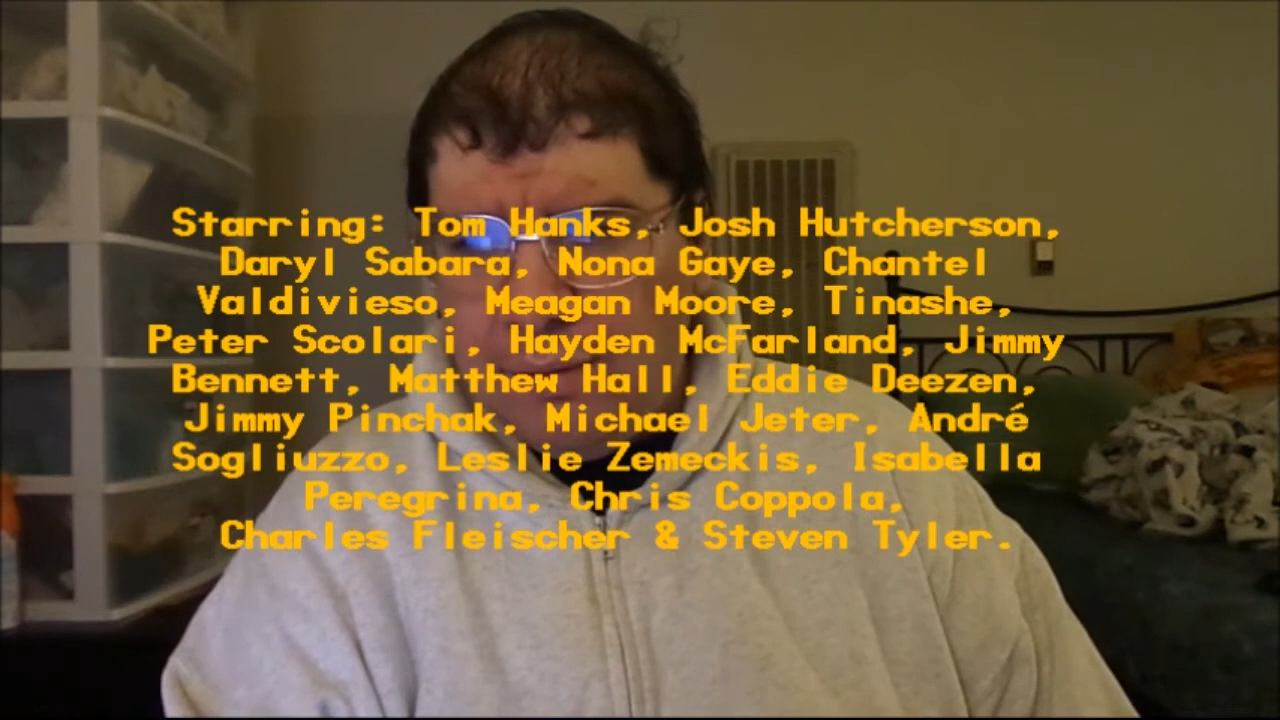 Starring: Tom Hanks, Josh Hutcherson,
Daryl Sabara, Nona Gaye, Chantel
Valdivieso, Meagan Moore, Tinashe,
Peter Scolari, Hayden McFarland, Jimmy
Bennett, Matthew Hall, Eddie Deezen,
Jimmy Pinchak, Michael Jeter, André
Sogliuzzo, Leslie Zemeckis, Isabella
Peregrina, Chris Coppola,
Charles Fleischer & Steven Tyler.